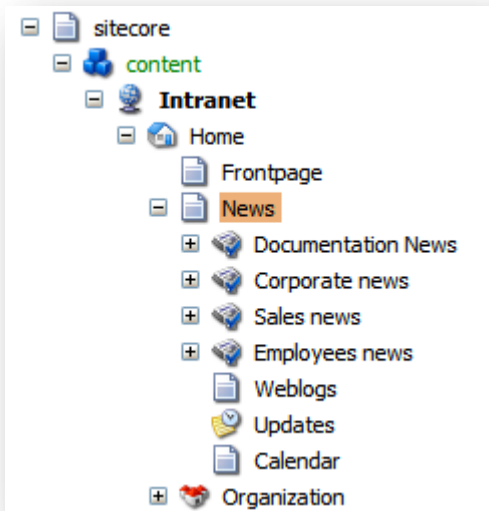 sitecore
content
Intranet
Home
Frontpage
News
Documentation News
Corporate news
Sales news
Employees news
Weblogs
Updates
Calendar
Organization